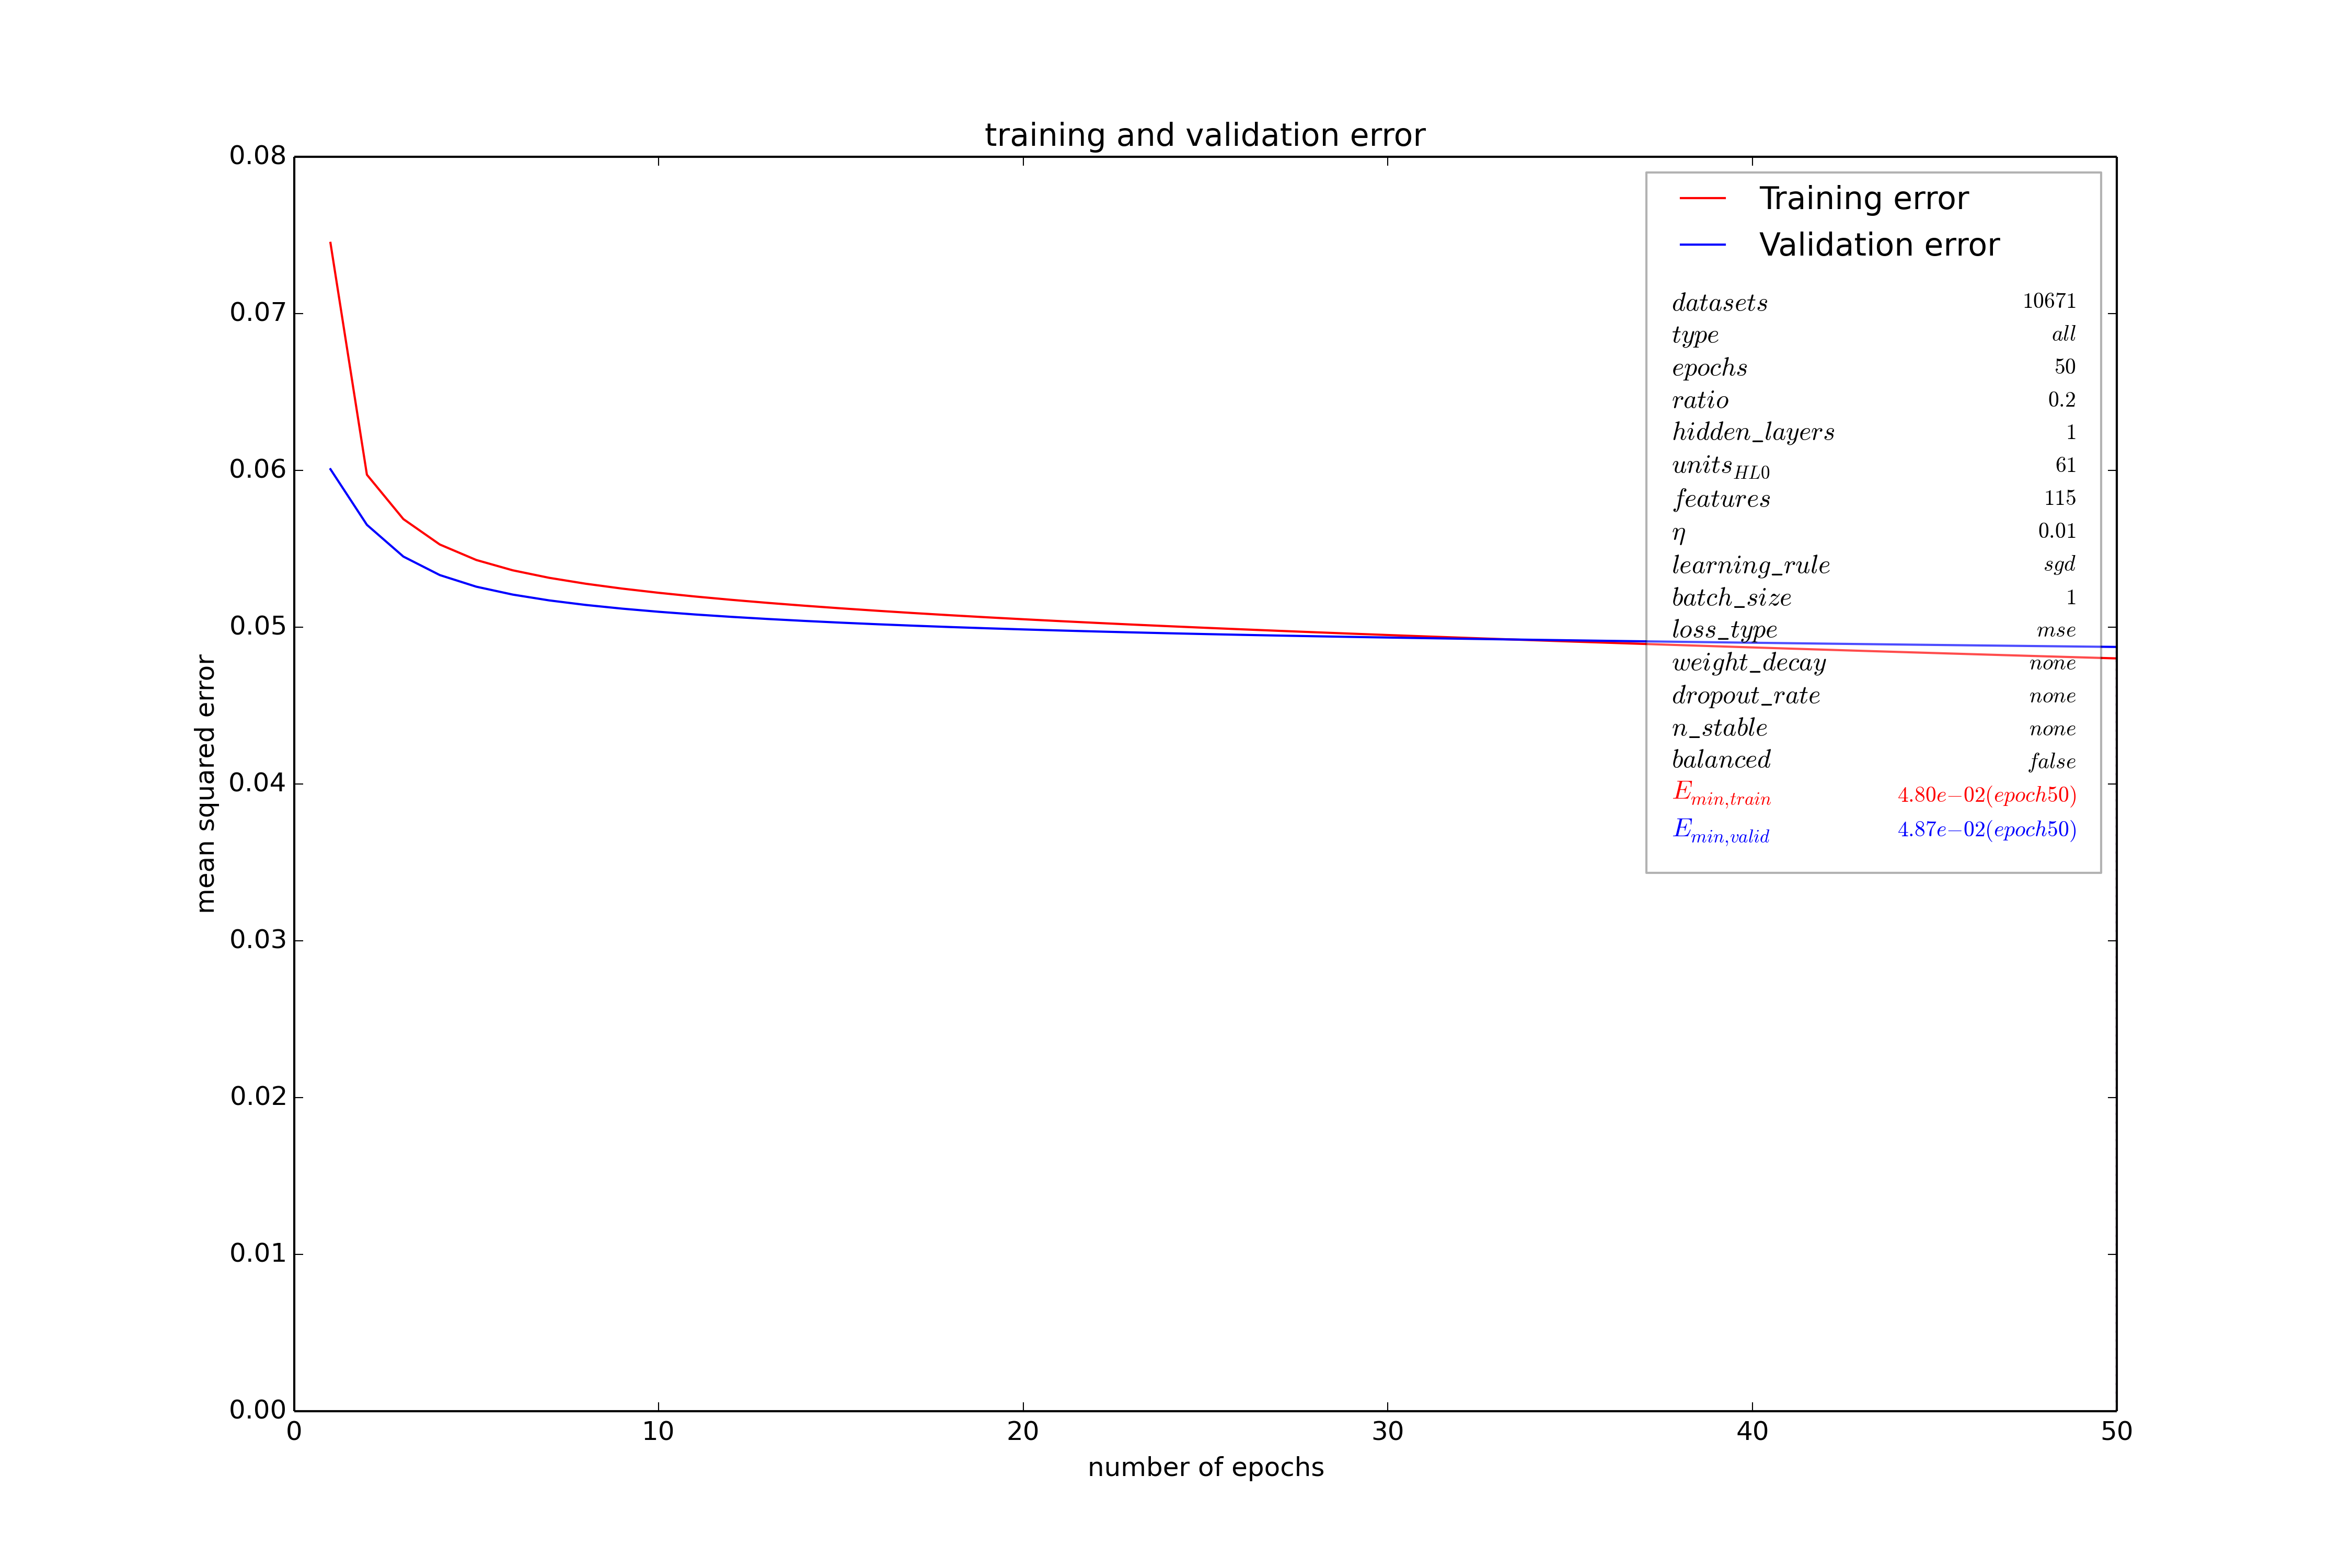 training and validation error
0.08
0.07
0.06
0.05
0.04
0.03
0.02
0.01
0.00
mean squared error
0 10 20 30 40 50
number of epochs
Training error
Validation error
datasets 10671
type all
epochs 50
ratio 0.2
hidden_layers 1
units_HL0 61
features 115
η 0.01
learning_rule sgd
batch_size 1
loss_type mse
weight_decay none
dropout_rate none
n_stable none
balanced false
E_min,train 4.80e−02(epoch50)
E_min,valid 4.87e−02(epoch50)